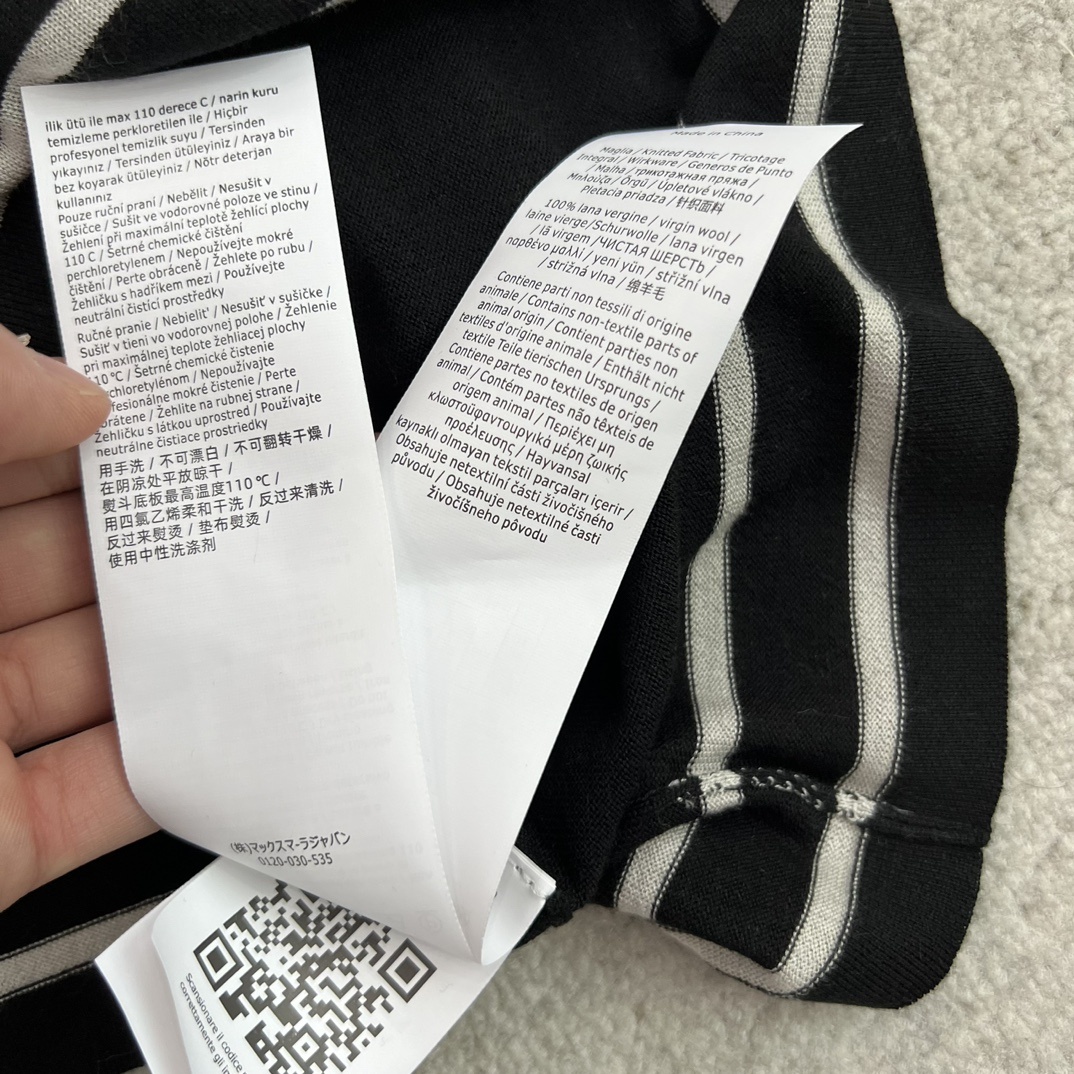 ilik ütü ile max 110 derece C / narin kuru
temizleme perkloretilen ile / Hiçbir
profesyonel temizlik suyu / Tersinden
yıkayınız / Tersinden ütüleyiniz / Araya bir
bez koyarak ütüleyiniz / Nötr deterjan
kullanınız
Pouze ruční praní / Nebělit / Nesušit v
sušičce / Sušit ve vodorovné poloze ve stínu /
Žehlení při maximální teplotě žehlící plochy
110 C / Šetrné chemické čištění
perchloretylenem / Nepoužívejte mokré
čištění / Perte obráceně / Žehlete po rubu /
Žehličku s hadříkem mezi / Použivejte
neutrální čisticí prostředky
Ručné pranie / Nebieliť / Nesušiť v sušičke /
Sušiť v tieni vo vodorovnej polohe / Žehlenie
pri maximálnej teplote žehliacej plochy
10 °C / Šetrné chemické čistenie
chloretylénom / Nepoužívajte
fesionálne mokré čistenie / Perte
brátene / Žehlite na rubnej strane /
Žehličku s látkou uprostred / Používajte
neutrálne čistiace prostriedky
用手洗 / 不可漂白 / 不可翻转干燥 /
在阴凉处平放晾干 /
熨斗底板最高温度110 ℃ /
用四氯乙烯柔和干洗 / 反过来清洗 /
反过来熨烫 / 垫布熨烫 /
使用中性洗涤剂
(株)マックスマーラジャパン
0120-030-535
Made in China
Maglia / Knitted Fabric / Tricotage
Integral / Wirkware / Generos de Punto
/ Malha / трикотажная пряжа /
Μπλούζα / Örgü / Úpletové vlákno /
Pletacia priadza / 针织面料
100% lana vergine / virgin wool /
laine vierge/Schurwolle / lana virgen
/ lã virgem /ЧИСТАЯ ШЕРСТЬ /
παρθένο μαλλί / yeni yün / střižní vlna
/ strižná vlna / 绵羊毛
Contiene parti non tessili di origine
animale / Contains non-textile parts of
animal origin / Contient parties non
textiles d'origine animale / Enthält nicht
textile Teile tierischen Ursprungs /
Contiene partes no textiles de origen
animal / Contém partes não têxteis de
origem animal / Περιέχει μη
κλωστοϋφαντουργικά μέρη ζωικής
προέλευσης / Hayvansal
kaynaklı olmayan tekstil parçaları içerir /
Obsahuje netextilní části živočišného
původu / Obsahuje netextilné časti
živočíšneho pôvodu
Scansionare il codice
correttamente gli